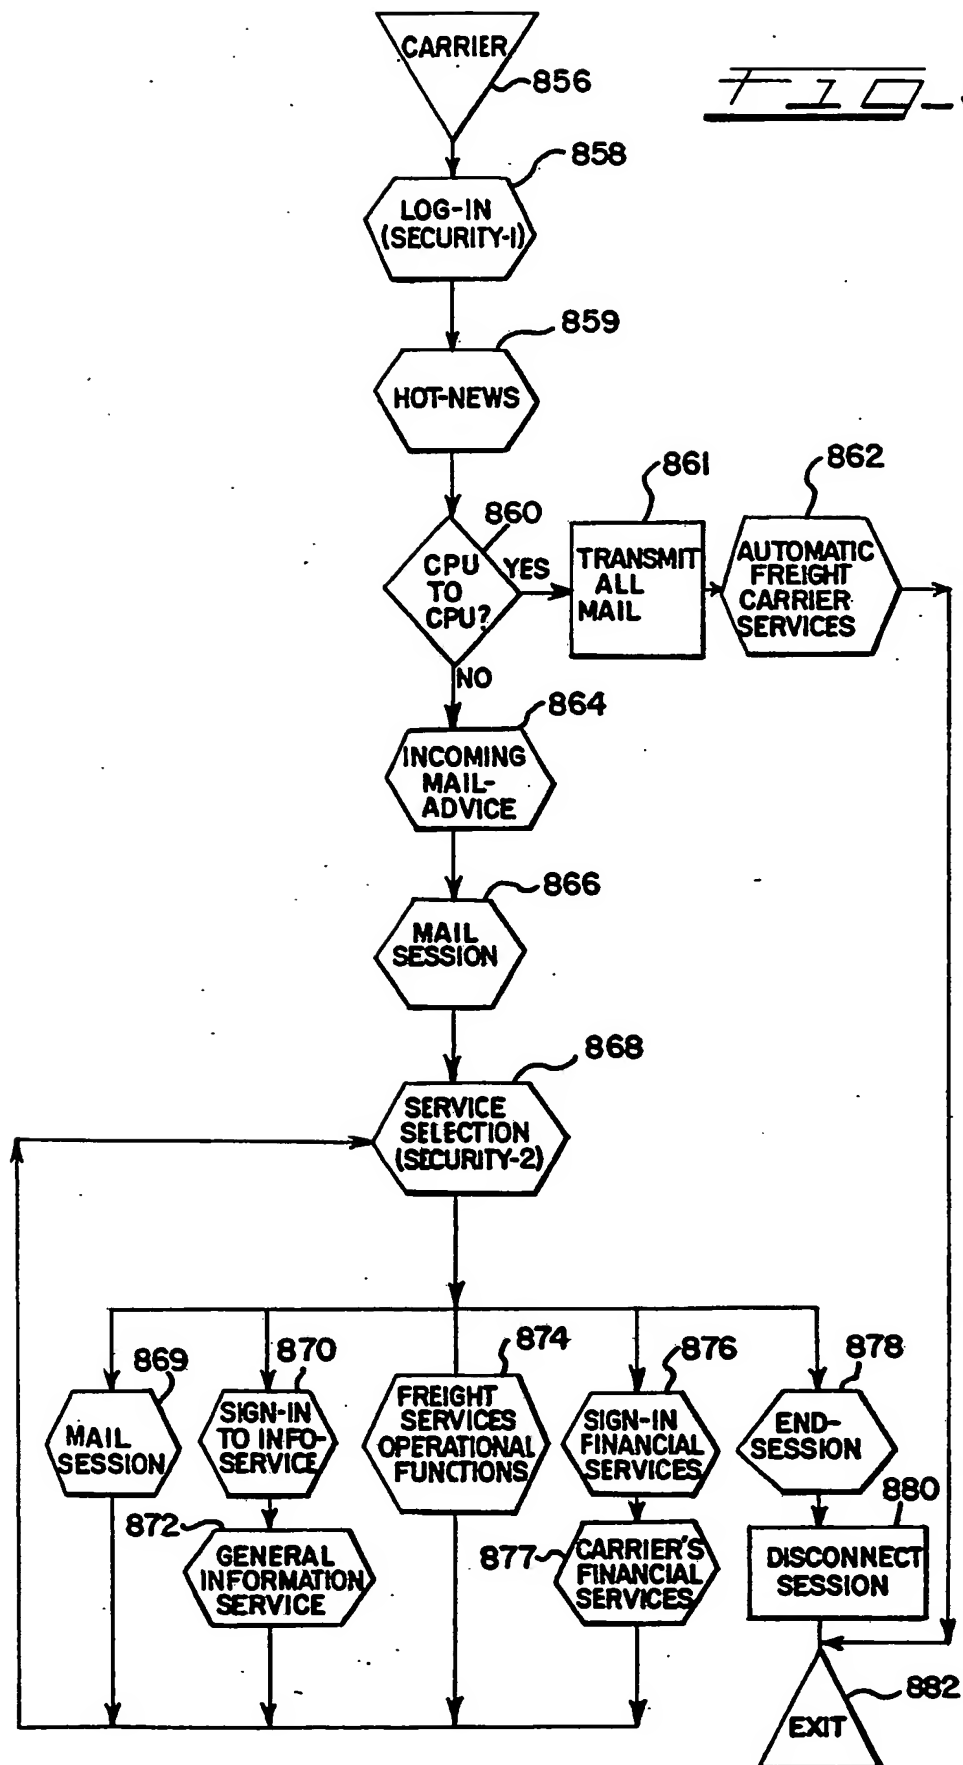 CARRIER
856
FIG-
858
LOG-IN
(SECURITY-1)
859
HOT-NEWS
860
CPU
TO
CPU?
YES
NO
861
TRANSMIT
ALL
MAIL
862
AUTOMATIC
FREIGHT
CARRIER
SERVICES
864
INCOMING
MAIL-
ADVICE
866
MAIL
SESSION
868
SERVICE
SELECTION
(SECURITY-2)
869
MAIL
SESSION
870
SIGN-IN
TO INFO-
SERVICE
872
GENERAL
INFORMATION
SERVICE
874
FREIGHT
SERVICES
OPERATIONAL
FUNCTIONS
876
SIGN-IN
FINANCIAL
SERVICES
877
CARRIER'S
FINANCIAL
SERVICES
878
END-
SESSION
880
DISCONNECT
SESSION
882
EXIT